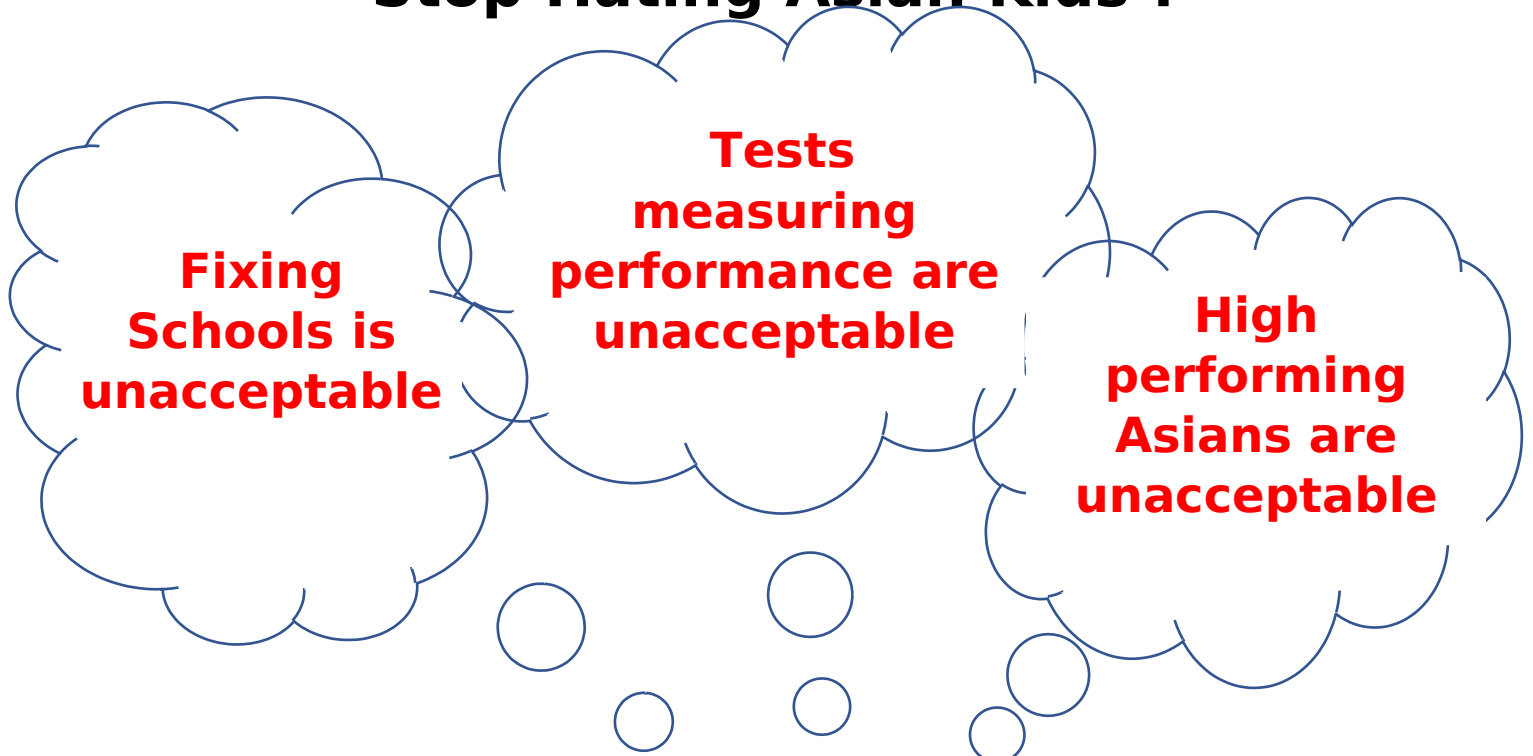 Stop Hating Asian Kids !
Fixing
Schools is
unacceptable
Tests
measuring
performance are
unacceptable
High
performing
Asians are
unacceptable